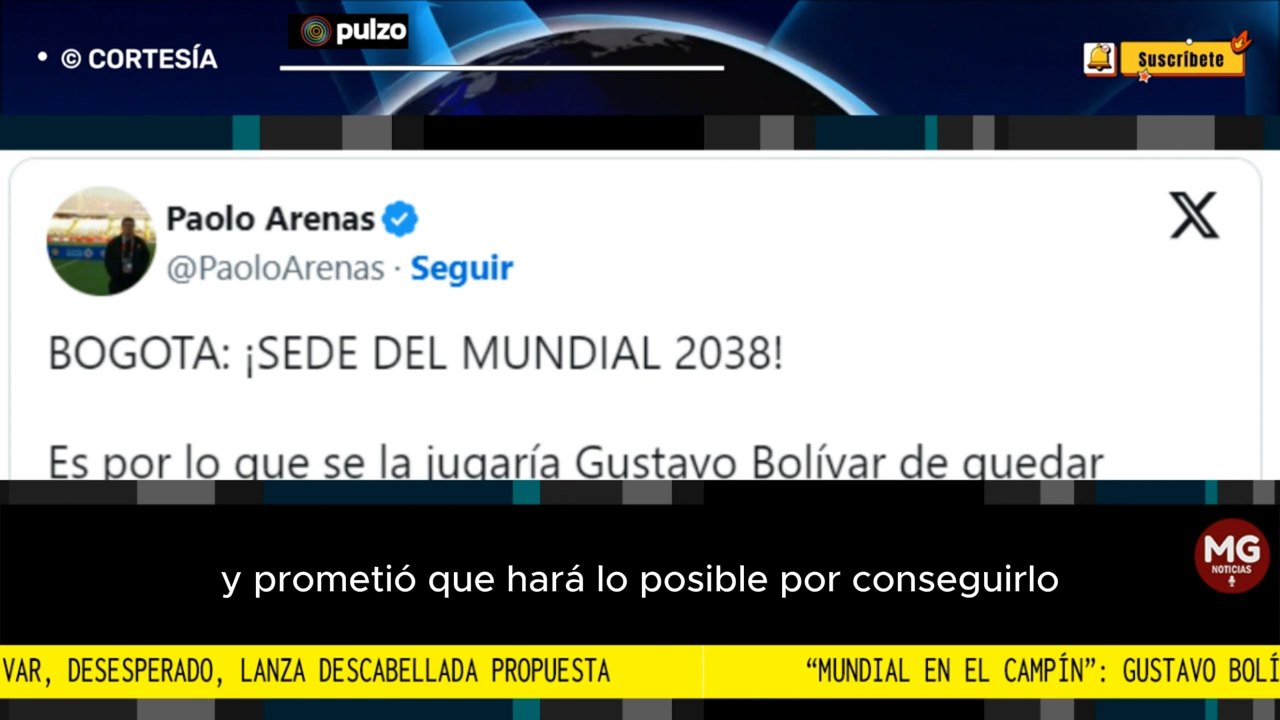 • © CORTESÍA
pulzo
Suscríbete
Paolo Arenas
@PaoloArenas · Seguir
X
BOGOTA: ¡SEDE DEL MUNDIAL 2038!
Es por lo que se la jugaría Gustavo Bolívar de quedar
MG
NOTICIAS
y prometió que hará lo posible por conseguirlo
VAR, DESESPERADO, LANZA DESCABELLADA PROPUESTA “MUNDIAL EN EL CAMPÍN”: GUSTAVO BOLÍ